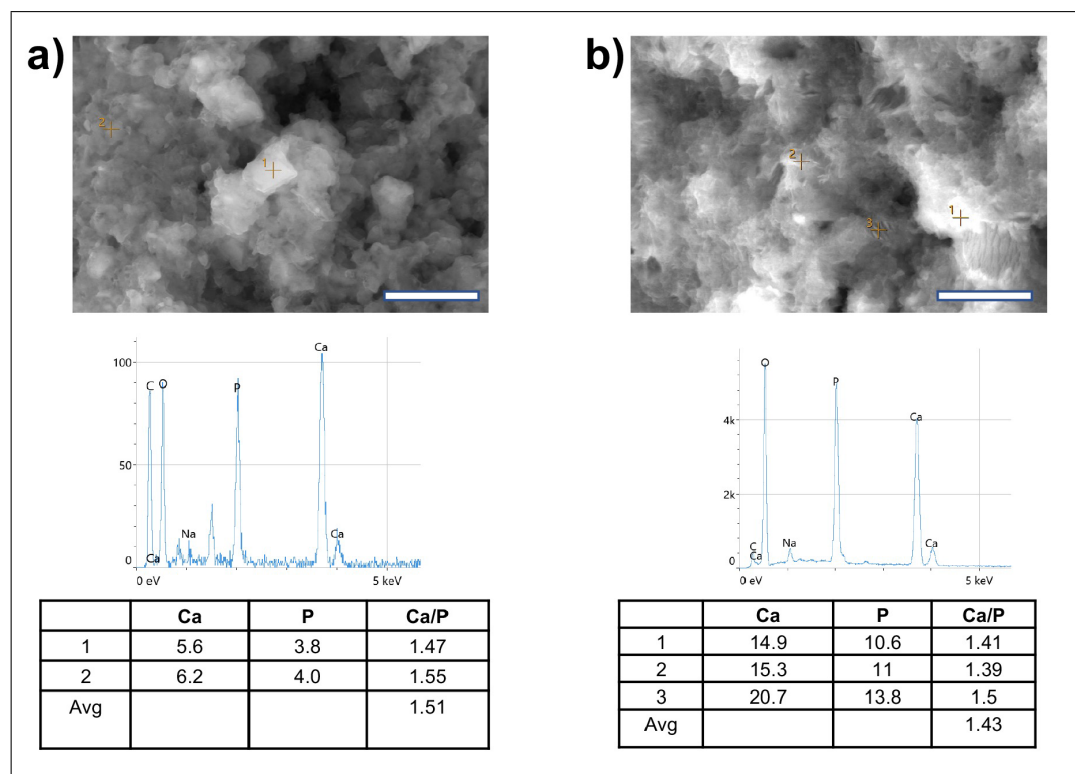 a)
2
1
b)
2
1
3
100
50
0
C
O
P
Ca
Ca
Na
Ca
0 eV
5 keV
4k
2k
0
O
P
Ca
C
Ca
Na
Ca
0 eV
5 keV
Ca P Ca/P
1 5.6 3.8 1.47
2 6.2 4.0 1.55
Avg 1.51
Ca P Ca/P
1 14.9 10.6 1.41
2 15.3 11 1.39
3 20.7 13.8 1.5
Avg 1.43